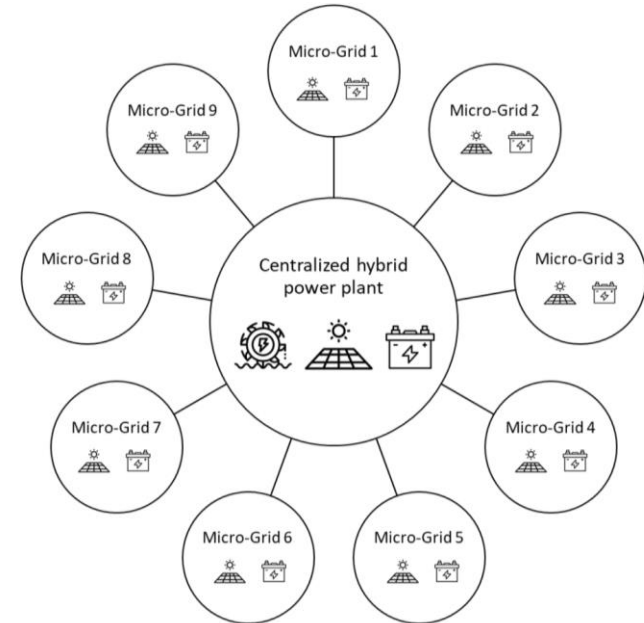 Micro-Grid 1
Micro-Grid 9
Micro-Grid 2
Micro-Grid 8
Centralized hybrid
power plant
Micro-Grid 3
Micro-Grid 7
Micro-Grid 4
Micro-Grid 6
Micro-Grid 5